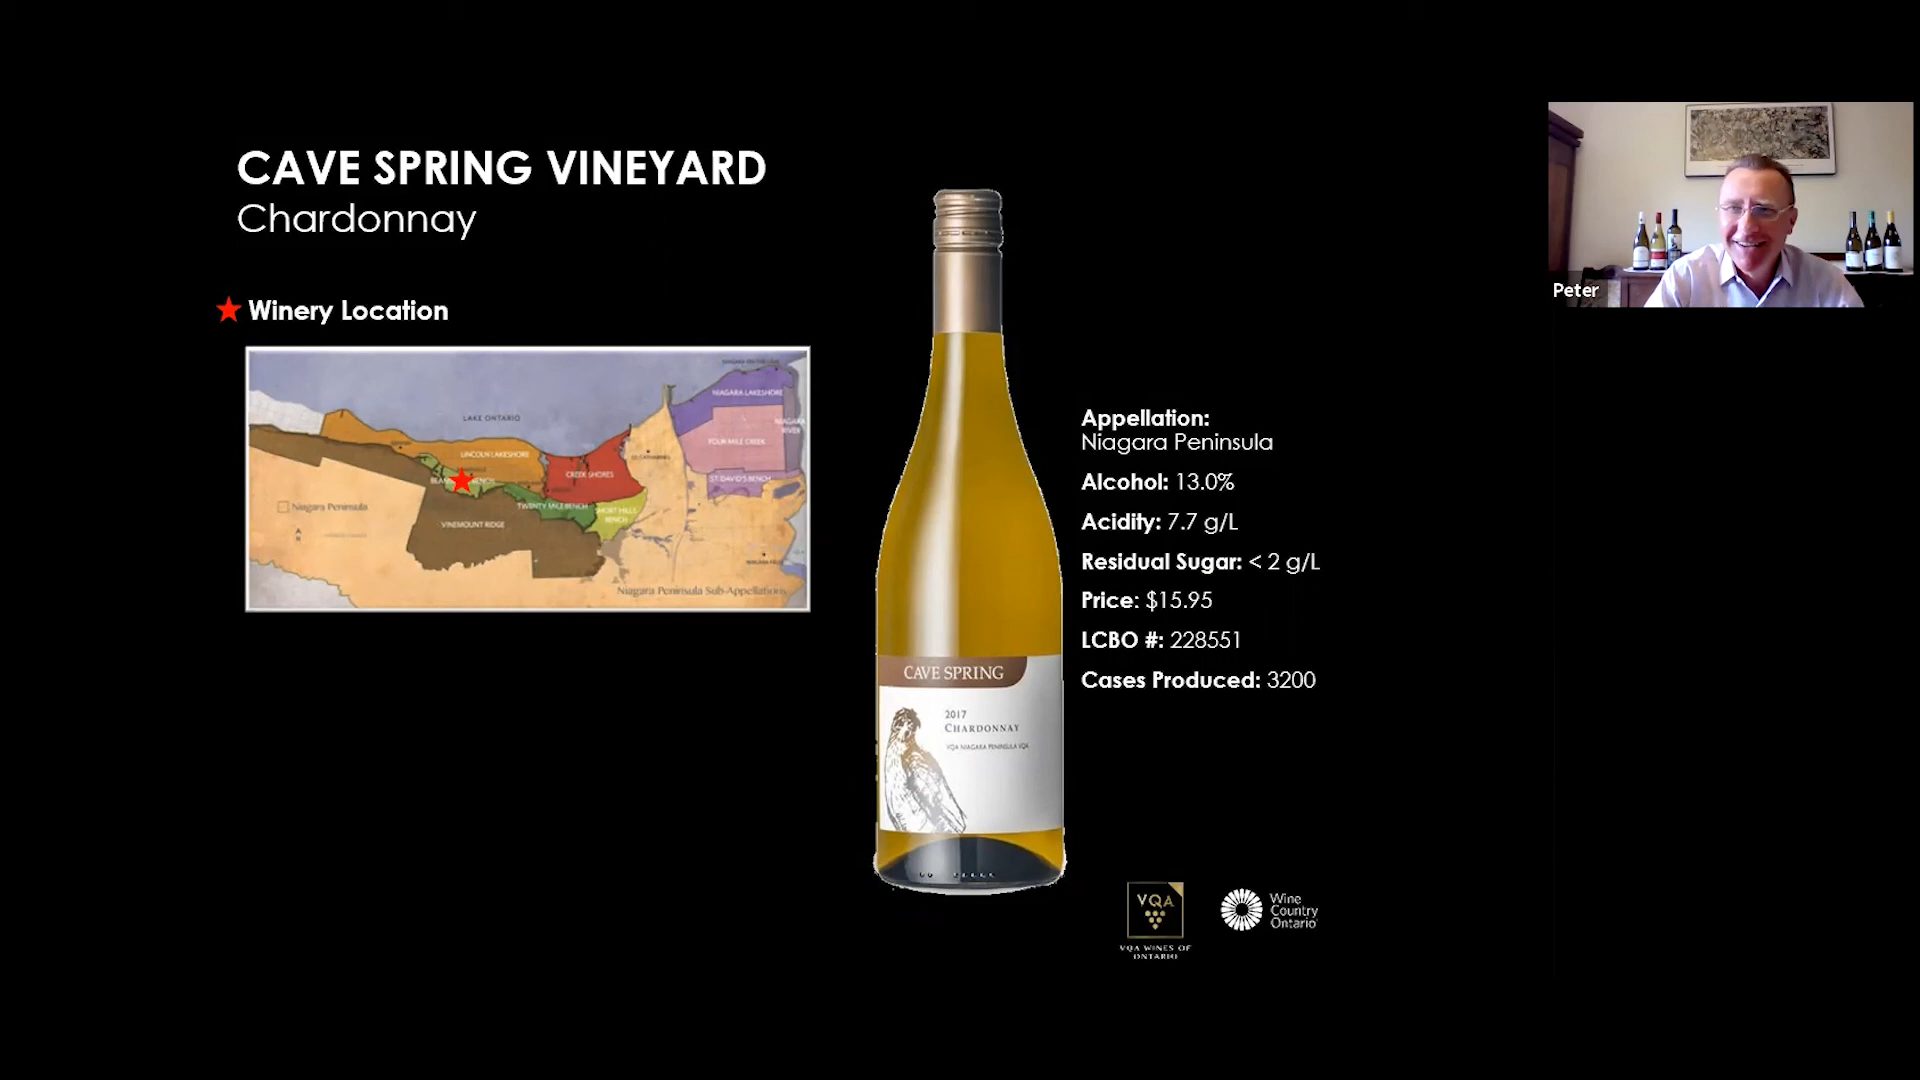 CAVE SPRING VINEYARD
Chardonnay
Winery Location
LAKE ONTARIO
NIAGARA LAKESHORE
NIAGARA
RIVER
FOUR MILE CREEK
LINCOLN LAKESHORE
CREEK SHORES
ST. DAVID'S BENCH
TWENTY MILE BENCH
SHORT HILLS
BENCH
Niagara Peninsula
VINEMOUNT RIDGE
Niagara Peninsula Sub-Appellations
CAVE SPRING
2017
CHARDONNAY
VQA NIAGARA PENINSULA VQA
Appellation:
Niagara Peninsula
Alcohol: 13.0%
Acidity: 7.7 g/L
Residual Sugar: < 2 g/L
Price: $15.95
LCBO #: 228551
Cases Produced: 3200
VQA
VQA WINES OF
ONTARIO
Wine
Country
Ontario
Peter